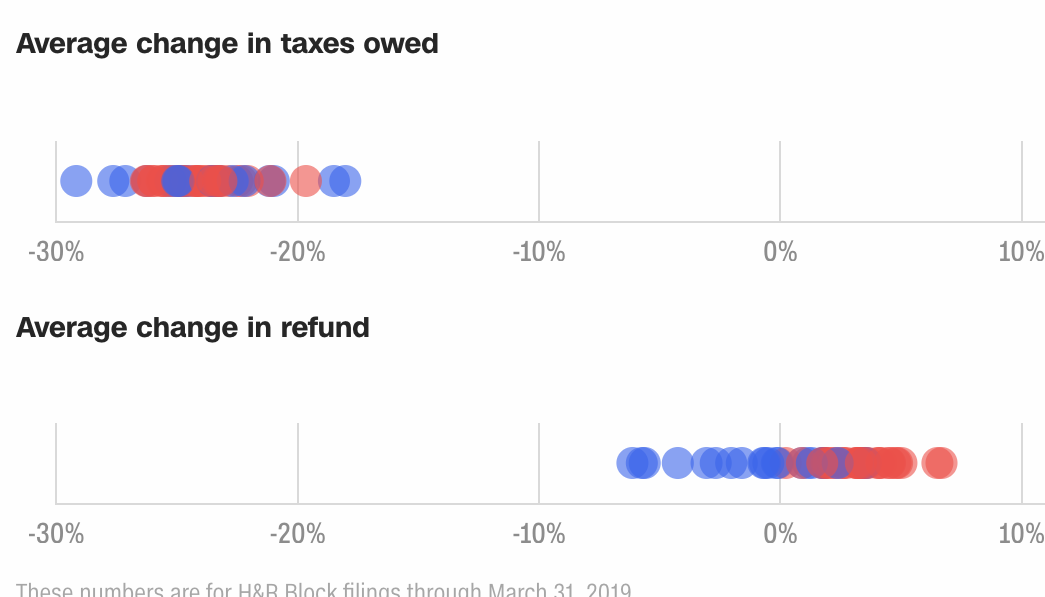 Average change in taxes owed
-30% -20% -10% 0% 10%
Average change in refund
-30% -20% -10% 0% 10%
These numbers are for H&R Block filings through March 31, 2019